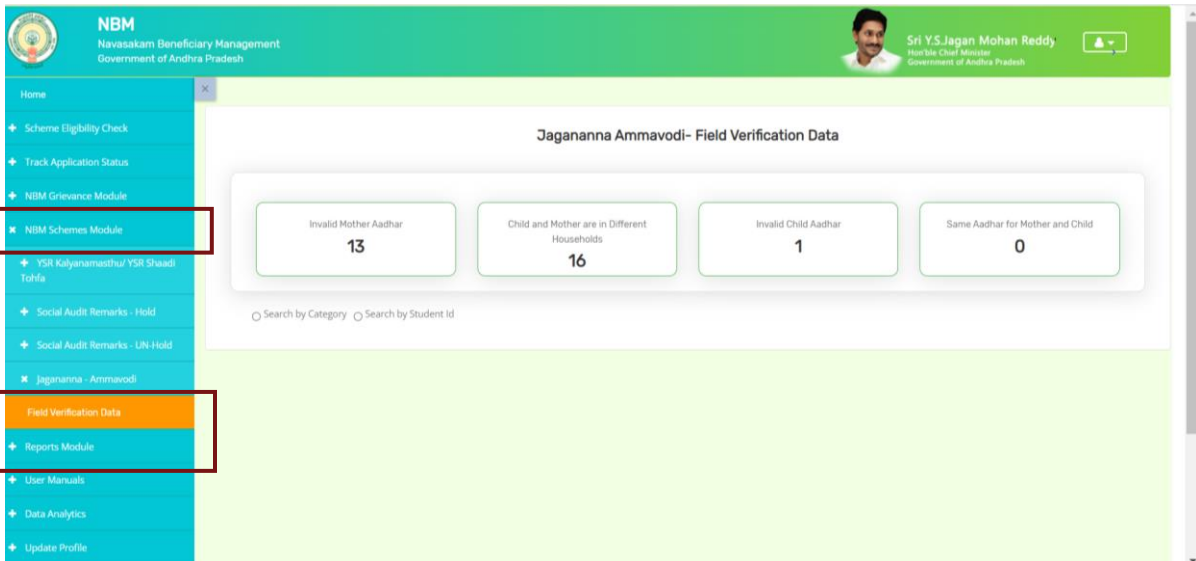 NBM
Navasakam Beneficiary Management
Government of Andhra Pradesh
Sri Y.S.Jagan Mohan Reddy
Hon'ble Chief Minister
Government of Andhra Pradesh
Home
Scheme Eligibility Check
Track Application Status
NBM Grievance Module
NBM Schemes Module
YSR Kalyanamasthu/ YSR Shaadi
Tohfa
Social Audit Remarks - Hold
Social Audit Remarks - UN-Hold
Jagananna - Ammavodi
Field Verification Data
Reports Module
User Manuals
Data Analytics
Update Profile
Jagananna Ammavodi- Field Verification Data
Invalid Mother Aadhar
13
Child and Mother are in Different
Households
16
Invalid Child Aadhar
1
Same Aadhar for Mother and Child
0
Search by Category Search by Student Id